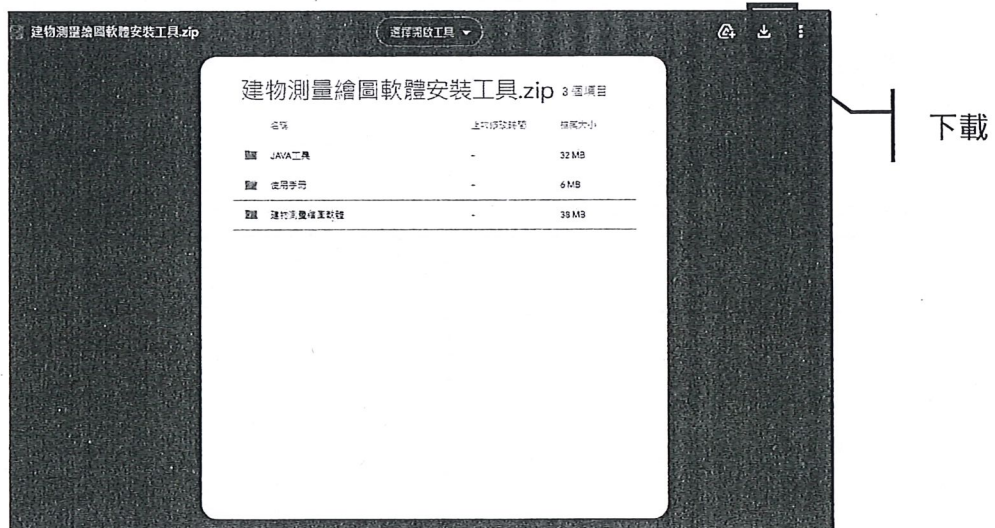 建物測量繪圖軟體安裝工具.zip
選擇開啟工具
建物測量繪圖軟體安裝工具.zip 3 個項目
名稱 上次修改時間 檔案大小
JAVA工具 - 32 MB
使用手冊 - 6 MB
建物測量繪圖軟體 - 38 MB
下載